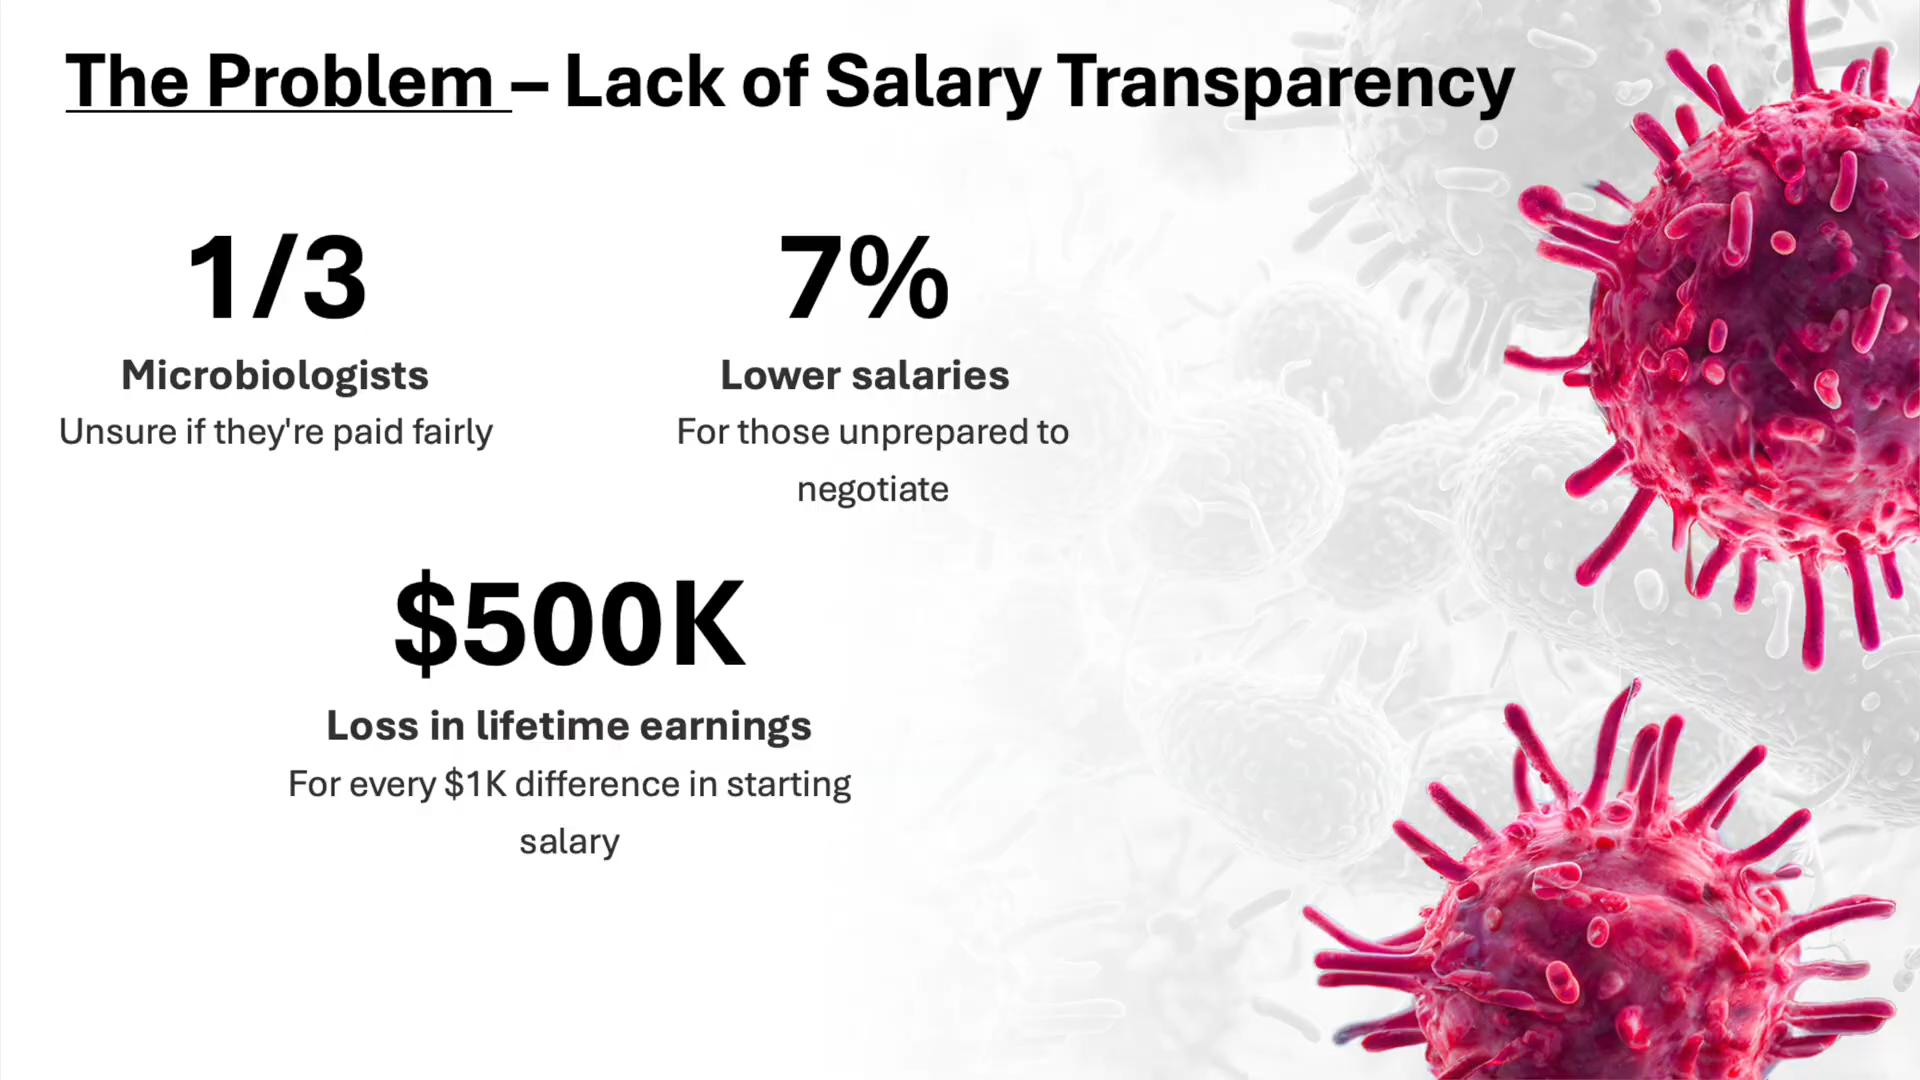 The Problem – Lack of Salary Transparency
1/3
Microbiologists
Unsure if they're paid fairly
7%
Lower salaries
For those unprepared to
negotiate
$500K
Loss in lifetime earnings
For every $1K difference in starting
salary